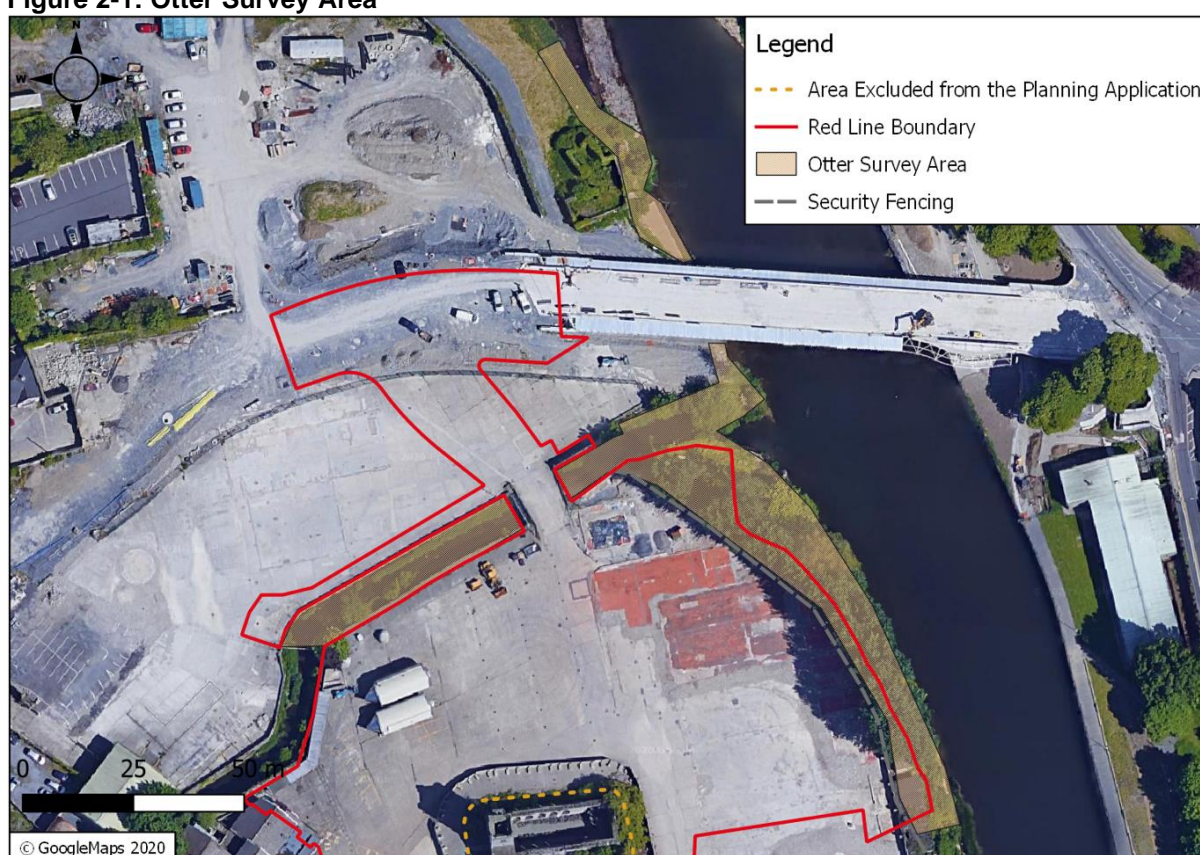 Figure 2-1: Otter Survey Area
N
W
E
S
Legend
Area Excluded from the Planning Application
Red Line Boundary
Otter Survey Area
Security Fencing
0 25 50 m
© GoogleMaps 2020